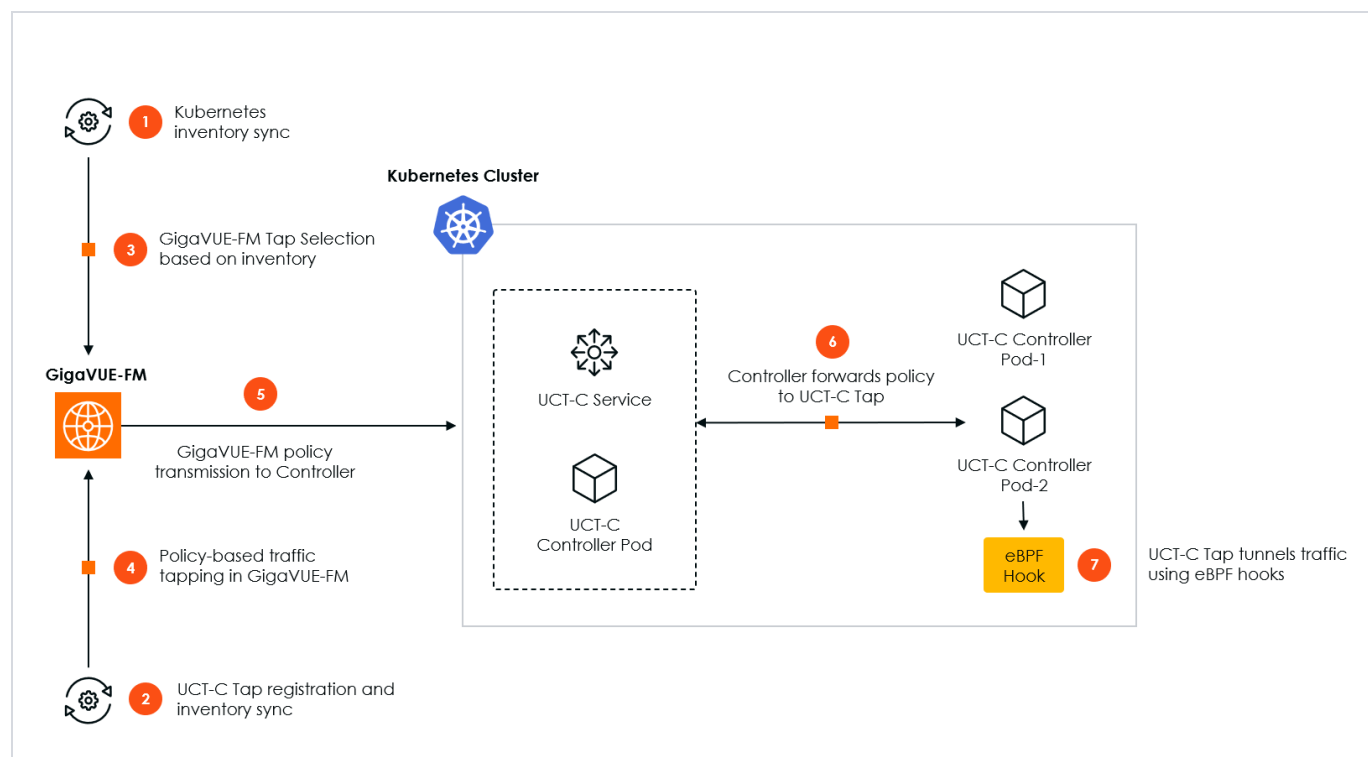 1
Kubernetes
inventory sync
Kubernetes Cluster
3
GigaVUE-FM Tap Selection
based on inventory
GigaVUE-FM
5
GigaVUE-FM policy
transmission to Controller
UCT-C Service
UCT-C
Controller Pod
6
Controller forwards policy
to UCT-C Tap
UCT-C Controller
Pod-1
UCT-C Controller
Pod-2
eBPF
Hook
7
UCT-C Tap tunnels traffic
using eBPF hooks
4
Policy-based traffic
tapping in GigaVUE-FM
2
UCT-C Tap registration and
inventory sync